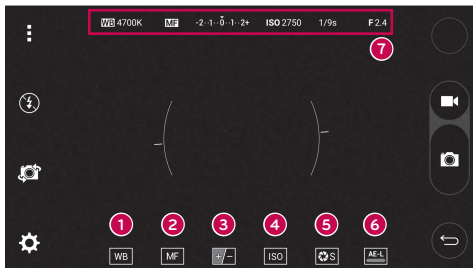 WB 4700K MF -2··1··0··1··2+ ISO 2750 1/9s F 2.4
7
1 2 3 4 5 6
WB MF +/- ISO S AE-L